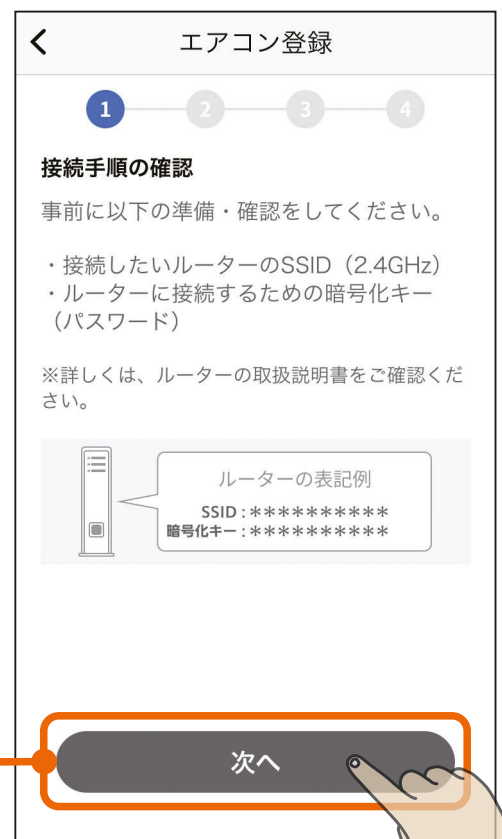 エアコン登録
1 2 3 4
接続手順の確認
事前に以下の準備・確認をしてください。
・接続したいルーターのSSID（2.4GHz）
・ルーターに接続するための暗号化キー
（パスワード）
※詳しくは、ルーターの取扱説明書をご確認くだ
さい。
ルーターの表記例
SSID：**********
暗号化キー：**********
次へ